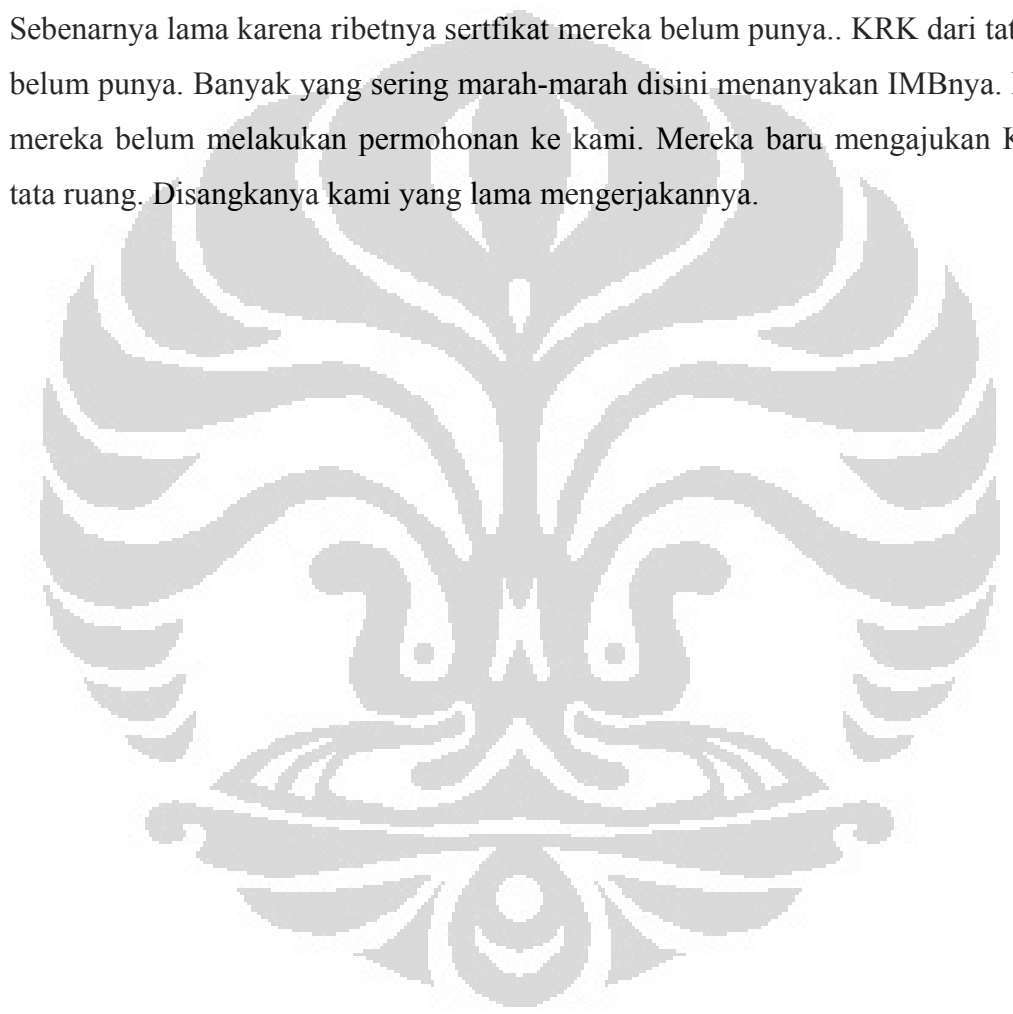 Sebenarnya lama karena ribetnya sertfikat mereka belum punya.. KRK dari tat
belum punya. Banyak yang sering marah-marah disini menanyakan IMBnya.
mereka belum melakukan permohonan ke kami. Mereka baru mengajukan K
tata ruang. Disangkanya kami yang lama mengerjakannya.